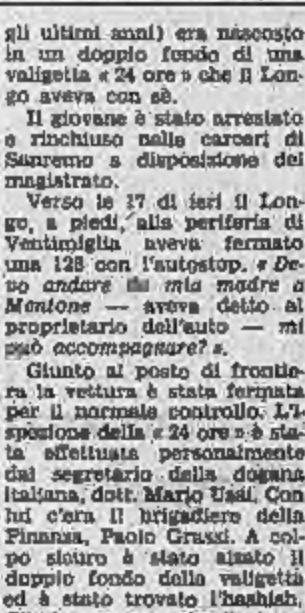 gli ultimi anni) era nascosto
in un doppio fondo di una
valigetta « 24 ore » che il Lon-
go aveva con sè.
Il giovane è stato arrestato
e rinchiuso nelle carceri di
Sanremo a disposizione del
magistrato.
Verso le 17 di ieri il Lon-
go, a piedi, alla periferia di
Ventimiglia aveva fermato
una 128 con l'autostop. « De-
vo andare da mia madre a
Mentone — aveva detto al
proprietario dell'auto — mi
può accompagnare? ».
Giunto al posto di frontie-
ra la vettura è stata fermata
per il normale controllo. L'i-
spezione della « 24 ore » è sta-
ta effettuata personalmente
dal segretario della dogana
italiana, dott. Mario Ussi. Con
lui c'era il brigadiere della
Finanza, Paolo Grassi. A col-
po sicuro è stato alzato il
doppio fondo della valigetta
ed è stato trovato l'hashish.